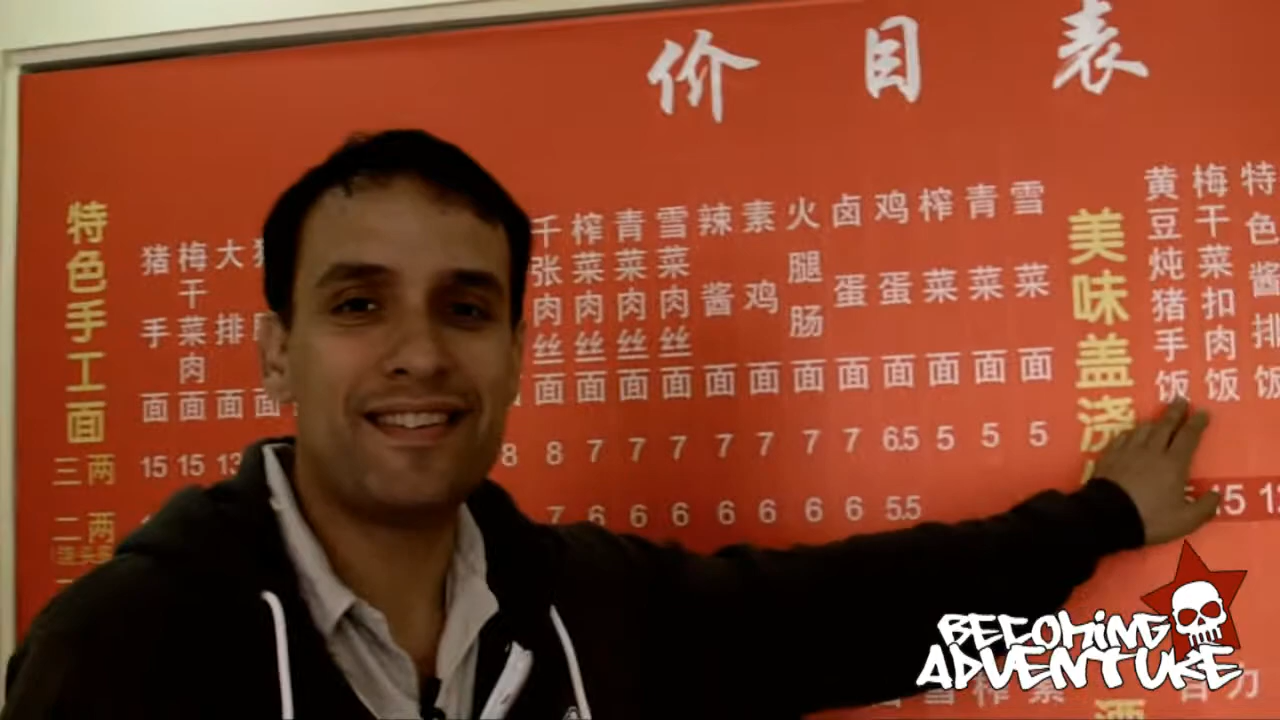 价目表
特色手工面
三两
二两
猪手面 15
梅干菜肉面 15
大排面
千张肉丝面 8 7
榨菜肉丝面 7 6
青菜肉丝面 7 6
雪菜肉丝面 7 6
辣酱面 7 6
素鸡面 7 6
火腿肠面 7 6
卤蛋面 7 6
鸡蛋面 6.5 5.5
榨菜面 5
青菜面 5
雪菜面 5
美味盖浇
黄豆炖猪手饭
梅干菜扣肉饭 15
特色酱排饭
BECOMING
ADVENTURE